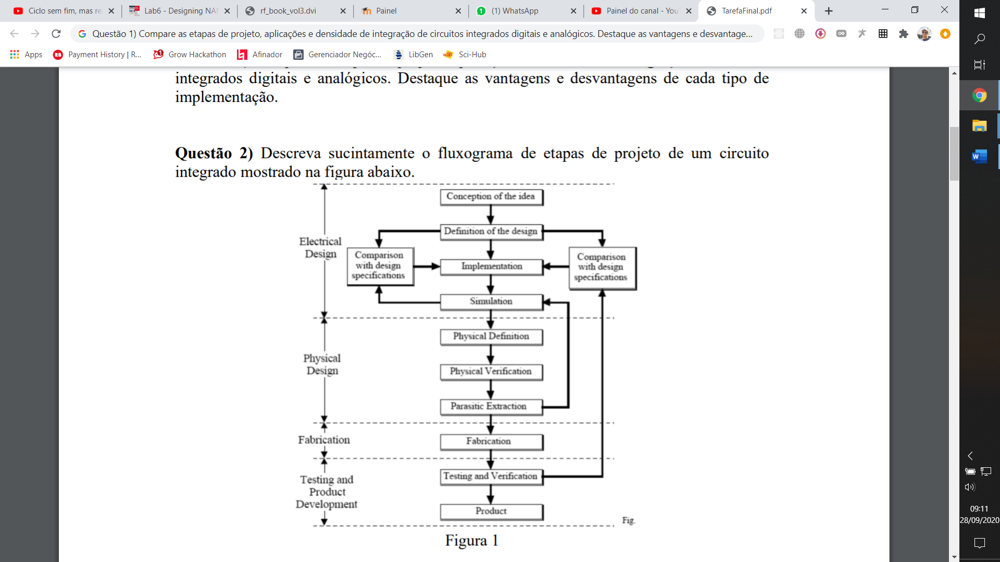 Ciclo sem fim, mas re
Lab6 - Designing NA
rf_book_vol3.dvi
Painel
(1) WhatsApp
Painel do canal - You
TarefaFinal.pdf
Questão 1) Compare as etapas de projeto, aplicações e densidade de integração de circuitos integrados digitais e analógicos. Destaque as vantagens e desvantage...
Apps
Payment History | R...
Grow Hackathon
Afinador
Gerenciador Negóc...
LibGen
Sci-Hub
integrados digitais e analógicos. Destaque as vantagens e desvantagens de cada tipo de
implementação.
Questão 2) Descreva sucintamente o fluxograma de etapas de projeto de um circuito
integrado mostrado na figura abaixo.
Conception of the idea
Definition of the design
Electrical
Design
Comparison
with design
specifications
Implementation
Comparison
with design
specifications
Simulation
Physical Definition
Physical
Design
Physical Verification
Parasitic Extraction
Fabrication
Fabrication
Testing and Verification
Testing and
Product
Development
Product
Fig.
Figura 1
09:11
28/09/2020